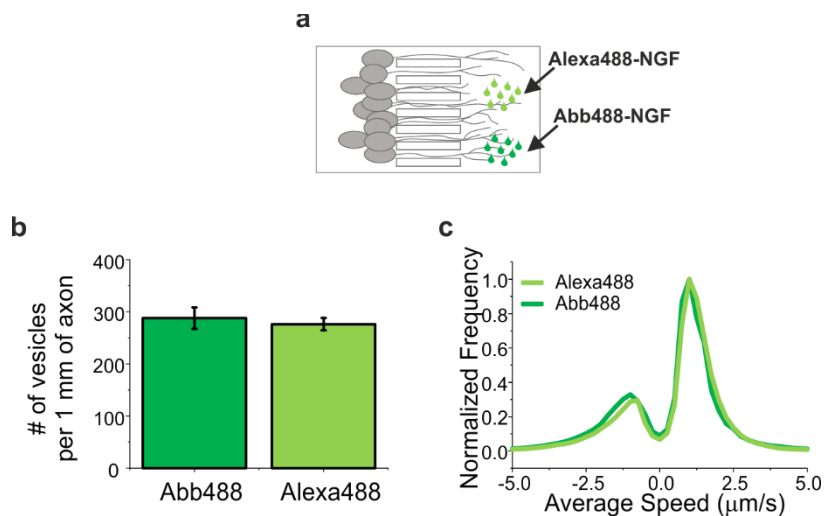 a
Alexa488-NGF
Abb488-NGF
b
# of vesicles
per 1 mm of axon
400
300
200
100
0
Abb488
Alexa488
c
Normalized Frequency
1.0
0.8
0.6
0.4
0.2
0.0
Alexa488
Abb488
-5.0
-2.5
0.0
2.5
5.0
Average Speed (μm/s)